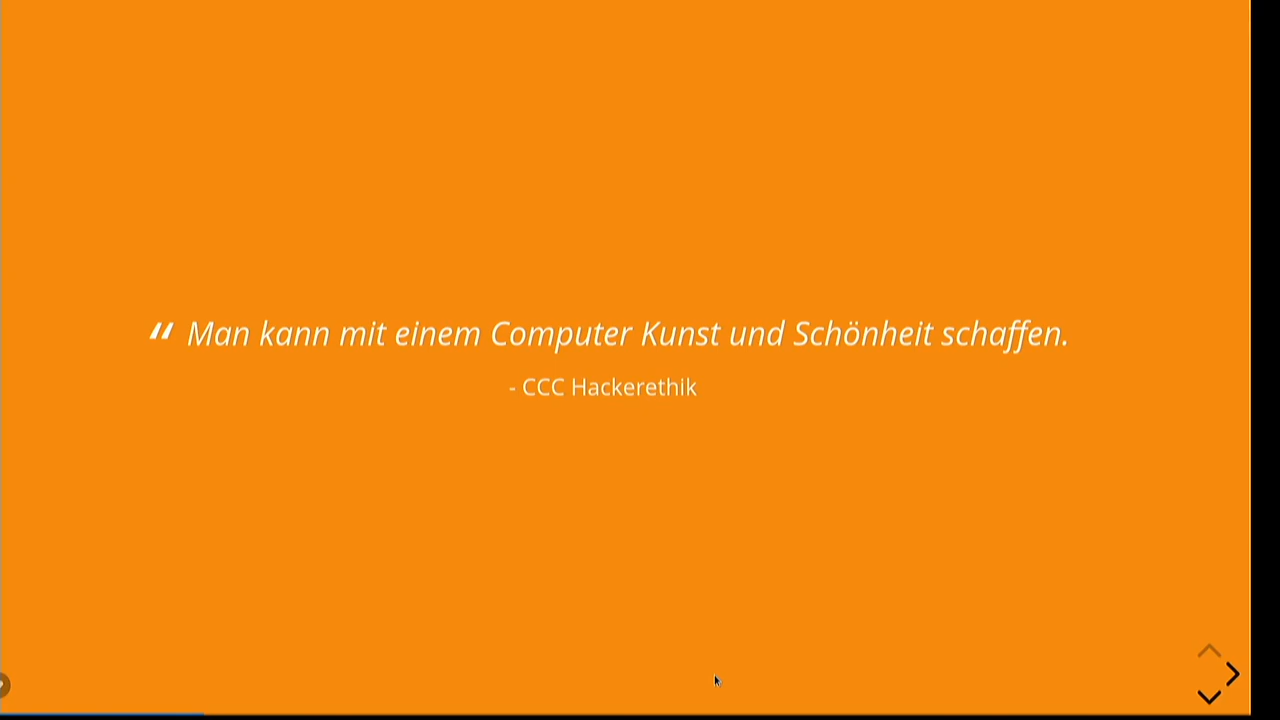 “ Man kann mit einem Computer Kunst und Schönheit schaffen.
- CCC Hackerethik